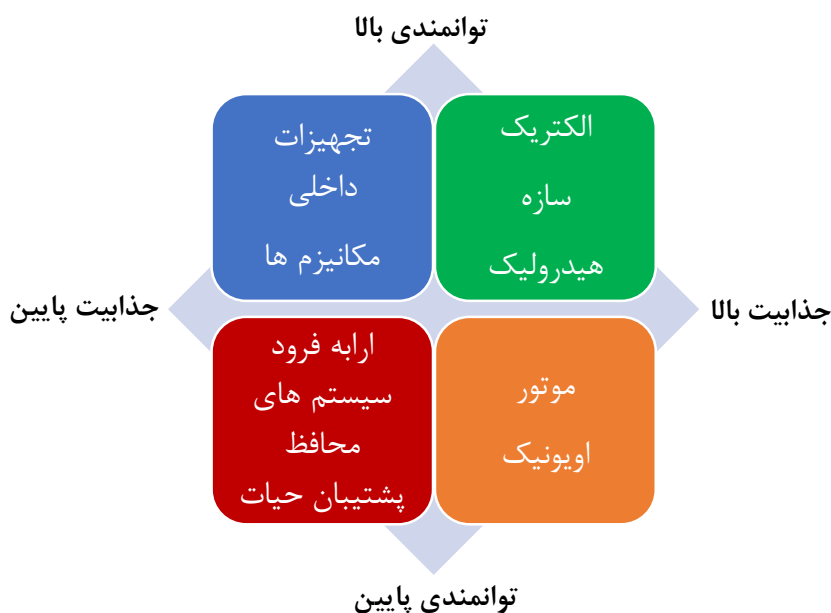 توانمندی بالا
الکتریک
سازه
هیدرولیک
تجهیزات
داخلی
مکانیزم ها
جذابیت بالا
جذابیت پایین
موتور
اویونیک
ارابه فرود
سیستم های
محافظ
پشتیبان حیات
توانمندی پایین